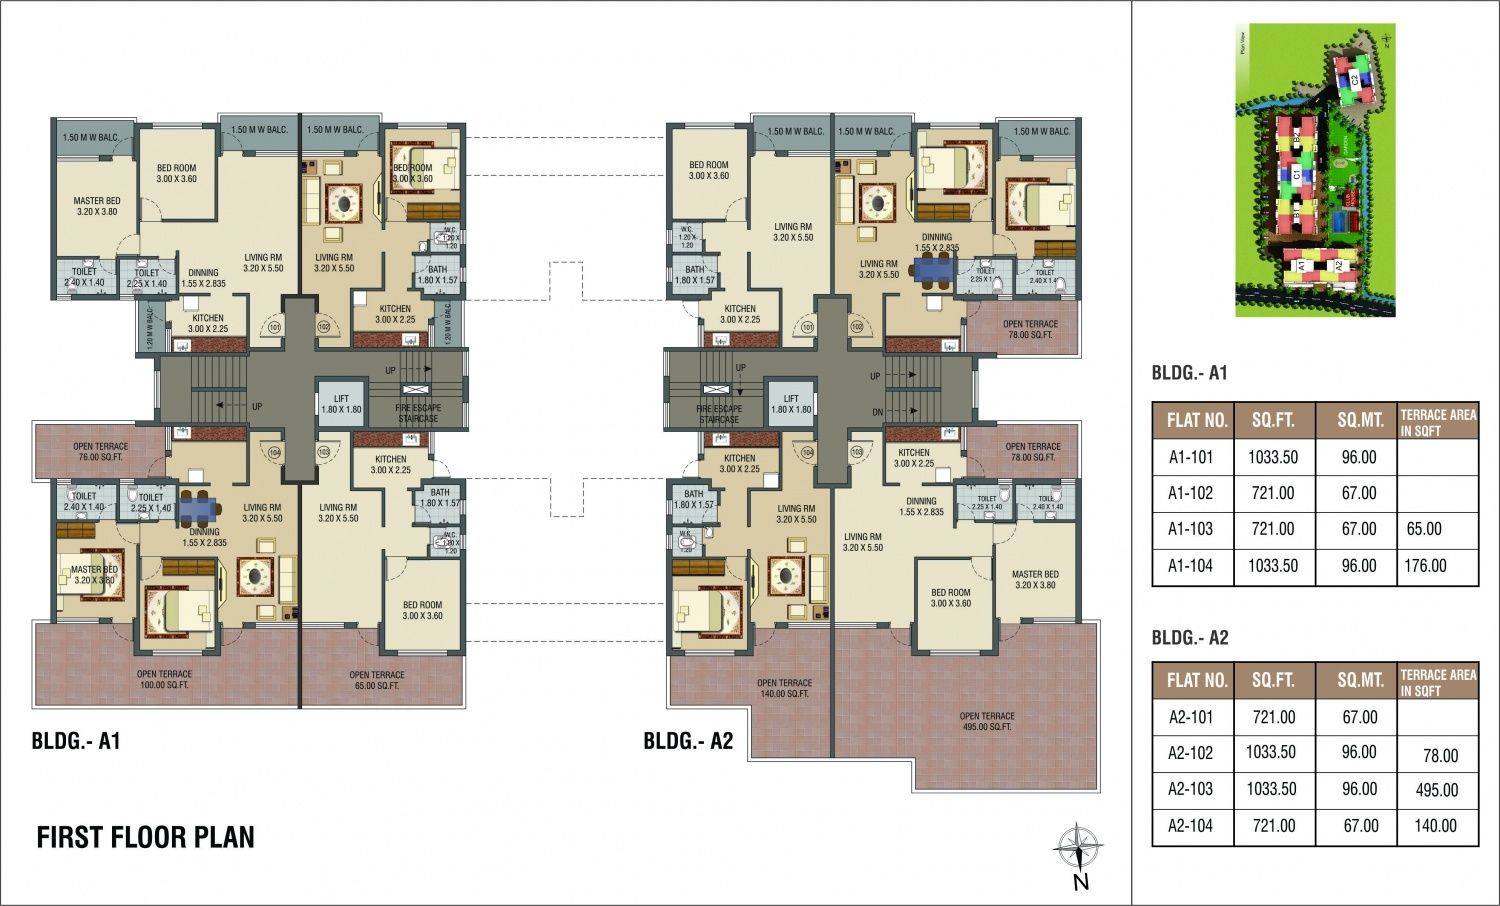 1.50 M W BALC.
1.50 M W BALC.
1.50 M W BALC.
BED ROOM
3.00 X 3.60
BED ROOM
3.00 X 3.60
MASTER BED
3.20 X 3.80
LIVING RM
3.20 X 5.50
LIVING RM
3.20 X 5.50
W.C.
1.20 X
1.20
TOILET
2.40 X 1.40
TOILET
2.25 X 1.40
DINNING
1.55 X 2.835
BATH
1.80 X 1.57
1.20 M W BALC.
KITCHEN
3.00 X 2.25
101
102
KITCHEN
3.00 X 2.25
1.20 M W BALC.
UP
UP
LIFT
1.80 X 1.80
FIRE ESCAPE
STAIRCASE
OPEN TERRACE
76.00 SQ.FT.
104
103
KITCHEN
3.00 X 2.25
TOILET
2.40 X 1.40
TOILET
2.25 X 1.40
BATH
1.80 X 1.57
LIVING RM
3.20 X 5.50
LIVING RM
3.20 X 5.50
DINNING
1.55 X 2.835
W.C.
1.20 X
1.20
MASTER BED
3.20 X 3.80
BED ROOM
3.00 X 3.60
OPEN TERRACE
100.00 SQ.FT.
OPEN TERRACE
65.00 SQ.FT.
BLDG.- A1
1.50 M W BALC.
1.50 M W BALC.
1.50 M W BALC.
BED ROOM
3.00 X 3.60
W.C.
1.20 X
1.20
LIVING RM
3.20 X 5.50
DINNING
1.55 X 2.835
LIVING RM
3.20 X 5.50
BATH
1.80 X 1.57
TOILET
2.25 X 1.40
TOILET
2.40 X 1.40
KITCHEN
3.00 X 2.25
101
102
OPEN TERRACE
78.00 SQ.FT.
UP
UP
LIFT
1.80 X 1.80
FIRE ESCAPE
STAIRCASE
DN
104
103
KITCHEN
3.00 X 2.25
KITCHEN
3.00 X 2.25
OPEN TERRACE
78.00 SQ.FT.
BATH
1.80 X 1.57
LIVING RM
3.20 X 5.50
DINNING
1.55 X 2.835
TOILET
2.25 X 1.40
TOILET
2.40 X 1.40
W.C.
1.20
LIVING RM
3.20 X 5.50
MASTER BED
3.20 X 3.80
BED ROOM
3.00 X 3.60
OPEN TERRACE
140.00 SQ.FT.
OPEN TERRACE
495.00 SQ.FT.
BLDG.- A2
FIRST FLOOR PLAN
N
Plan View
N
C2
B2
C1
B1
A1
A2
GARDEN
CLUB HOUSE
BLDG.- A1
FLAT NO. SQ.FT. SQ.MT. TERRACE AREA IN SQFT
A1-101 1033.50 96.00
A1-102 721.00 67.00
A1-103 721.00 67.00 65.00
A1-104 1033.50 96.00 176.00
BLDG.- A2
FLAT NO. SQ.FT. SQ.MT. TERRACE AREA IN SQFT
A2-101 721.00 67.00
A2-102 1033.50 96.00 78.00
A2-103 1033.50 96.00 495.00
A2-104 721.00 67.00 140.00